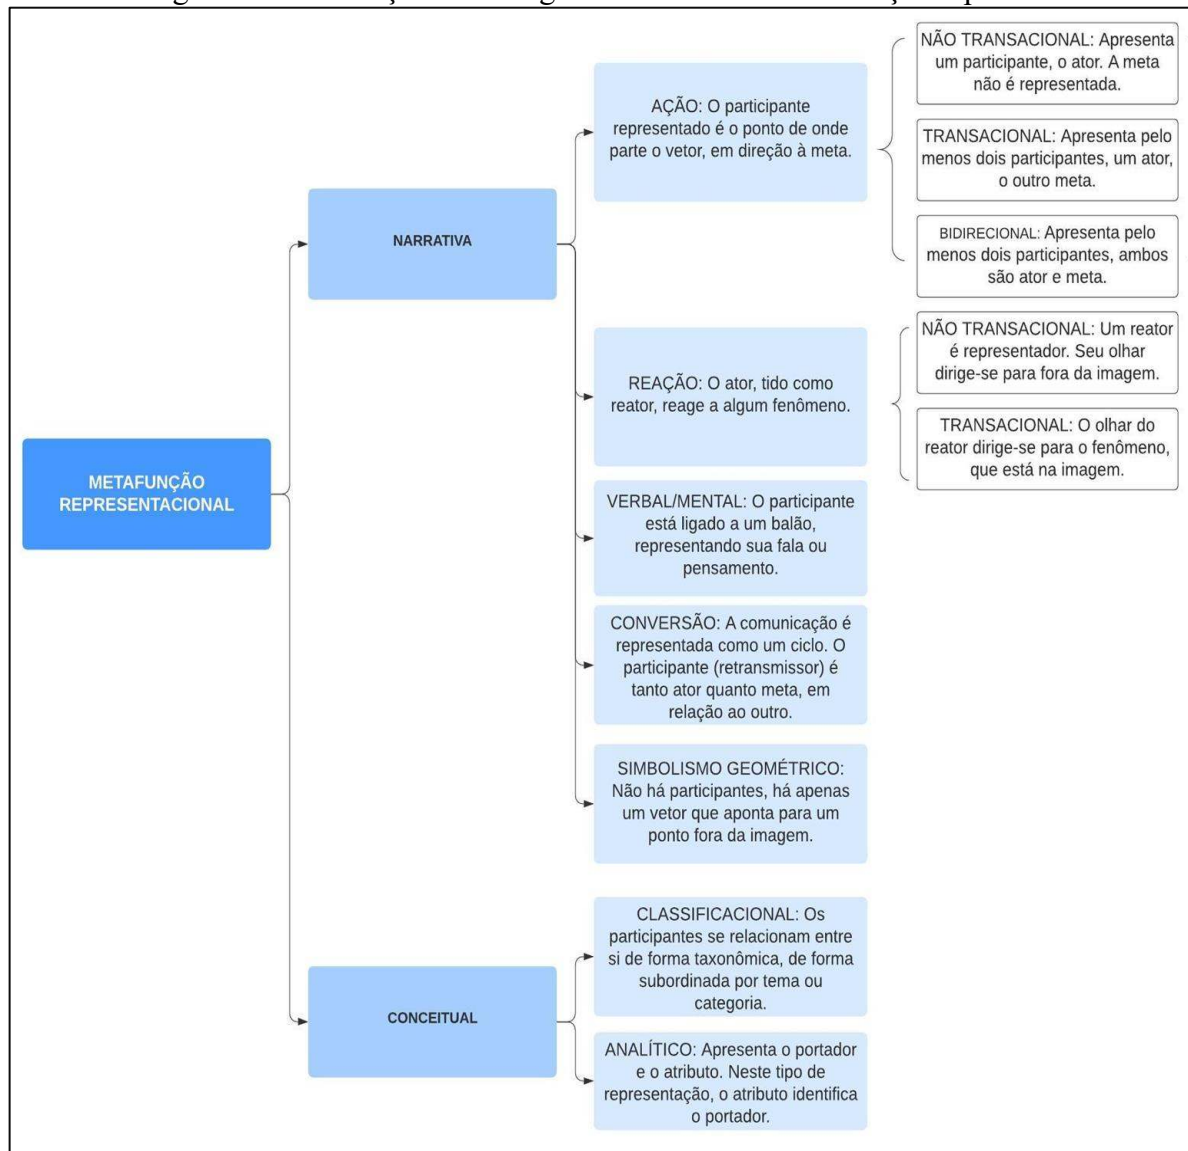 METAFUNÇÃO
REPRESENTACIONAL
NARRATIVA
AÇÃO: O participante
representado é o ponto de onde
parte o vetor, em direção à meta.
NÃO TRANSACIONAL: Apresenta
um participante, o ator. A meta
não é representada.
TRANSACIONAL: Apresenta pelo
menos dois participantes, um ator,
o outro meta.
BIDIRECIONAL: Apresenta pelo
menos dois participantes, ambos
são ator e meta.
REAÇÃO: O ator, tido como
reator, reage a algum fenômeno.
NÃO TRANSACIONAL: Um reator
é representador. Seu olhar
dirige-se para fora da imagem.
TRANSACIONAL: O olhar do
reator dirige-se para o fenômeno,
que está na imagem.
VERBAL/MENTAL: O participante
está ligado a um balão,
representando sua fala ou
pensamento.
CONVERSÃO: A comunicação é
representada como um ciclo. O
participante (retransmissor) é
tanto ator quanto meta, em
relação ao outro.
SIMBOLISMO GEOMÉTRICO:
Não há participantes, há apenas
um vetor que aponta para um
ponto fora da imagem.
CONCEITUAL
CLASSIFICACIONAL: Os
participantes se relacionam entre
si de forma taxonômica, de forma
subordinada por tema ou
categoria.
ANALÍTICO: Apresenta o portador
e o atributo. Neste tipo de
representação, o atributo identifica
o portador.